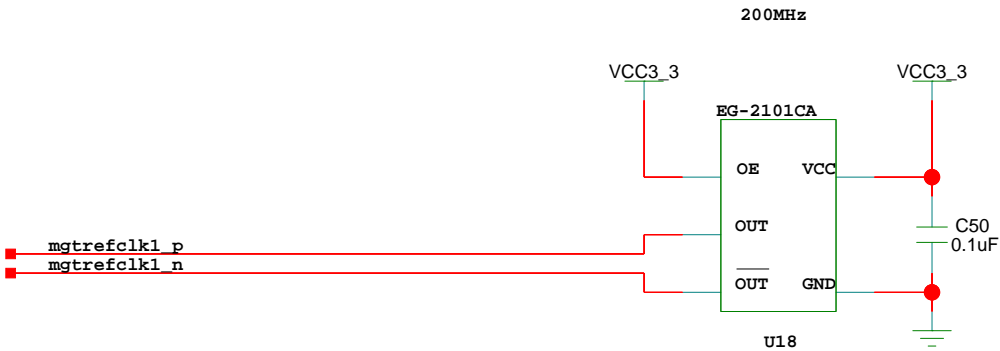 200MHz
VCC3_3
VCC3_3
EG-2101CA
OE
VCC
OUT
mgtrefclk1_p
mgtrefclk1_n
OUT
GND
C50
0.1uF
U18